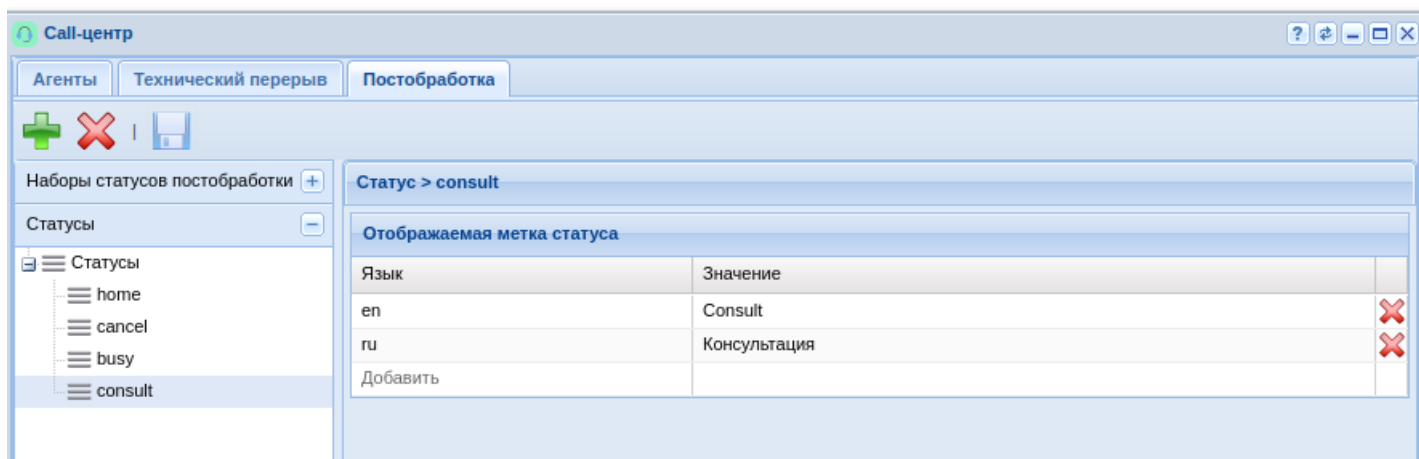 Call-центр
Агенты Технический перерыв Постобработка
Наборы статусов постобработки
Статус > consult
Статусы
Отображаемая метка статуса
Статусы
Язык Значение
home
en Consult
cancel
ru Консультация
busy
Добавить
consult